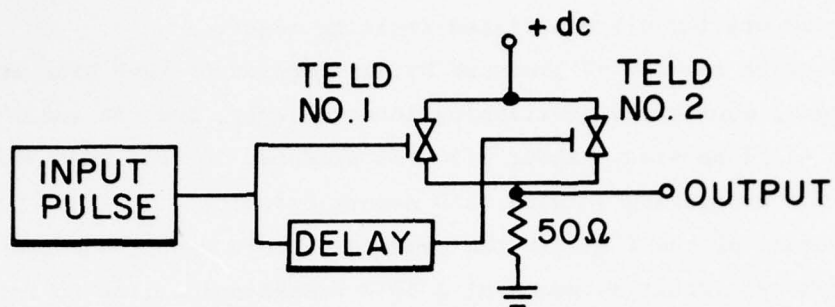 + dc
TELD
NO. 1
TELD
NO. 2
INPUT
PULSE
DELAY
OUTPUT
50Ω